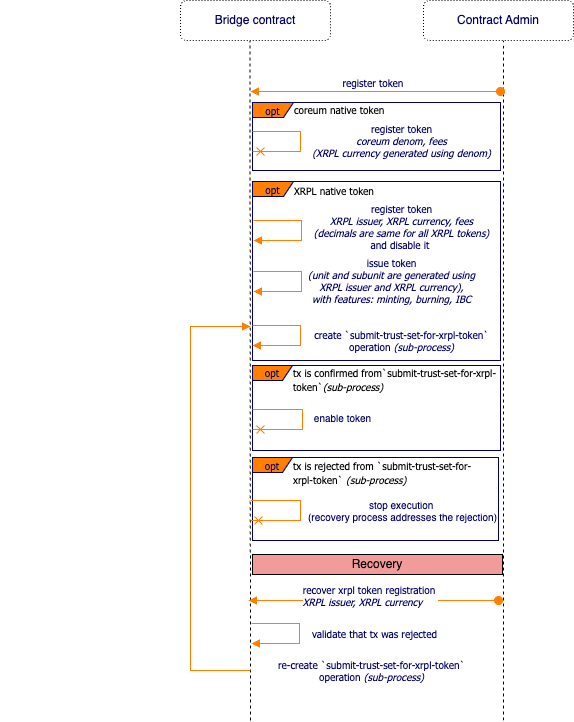 Bridge contract
Contract Admin
register token
opt
coreum native token
register token
coreum denom, fees
(XRPL currency generated using denom)
opt
XRPL native token
register token
XRPL issuer, XRPL currency, fees
(decimals are same for all XRPL tokens)
and disable it
issue token
(unit and subunit are generated using
XRPL issuer and XRPL currency),
with features: minting, burning, IBC
create `submit-trust-set-for-xrpl-token`
operation (sub-process)
opt
tx is confirmed from`submit-trust-set-for-xrpl-
token`(sub-process)
enable token
opt
tx is rejected from `submit-trust-set-for-
xrpl-token` (sub-process)
stop execution
(recovery process addresses the rejection)
Recovery
recover xrpl token registration
XRPL issuer, XRPL currency
validate that tx was rejected
re-create `submit-trust-set-for-xrpl-token`
operation (sub-process)